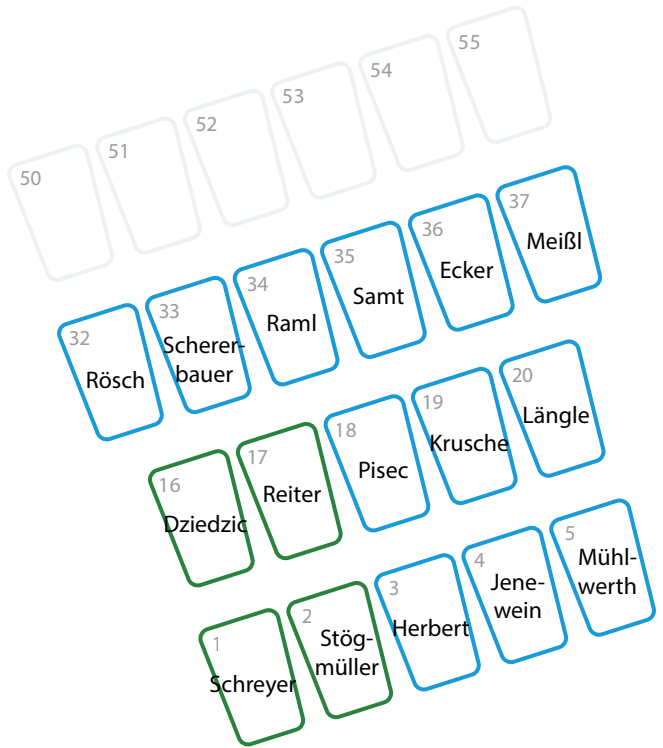 50
51
52
53
54
55
32
Rösch
33
Scherer-
bauer
34
Raml
35
Samt
36
Ecker
37
Meißl
16
Dziedzic
17
Reiter
18
Pisec
19
Krusche
20
Längle
1
Schreyer
2
Stög-
müller
3
Herbert
4
Jene-
wein
5
Mühl-
werth